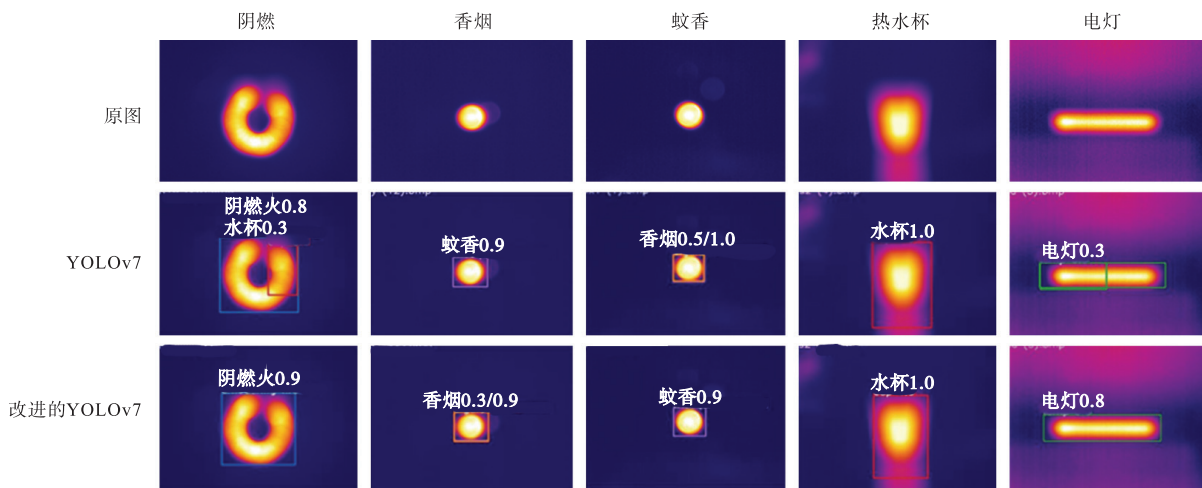 阴燃
香烟
蚊香
热水杯
电灯
原图
YOLOv7
阴燃火0.8
水杯0.3
蚊香0.9
香烟0.5/1.0
水杯1.0
电灯0.3
改进的YOLOv7
阴燃火0.9
香烟0.3/0.9
蚊香0.9
水杯1.0
电灯0.8